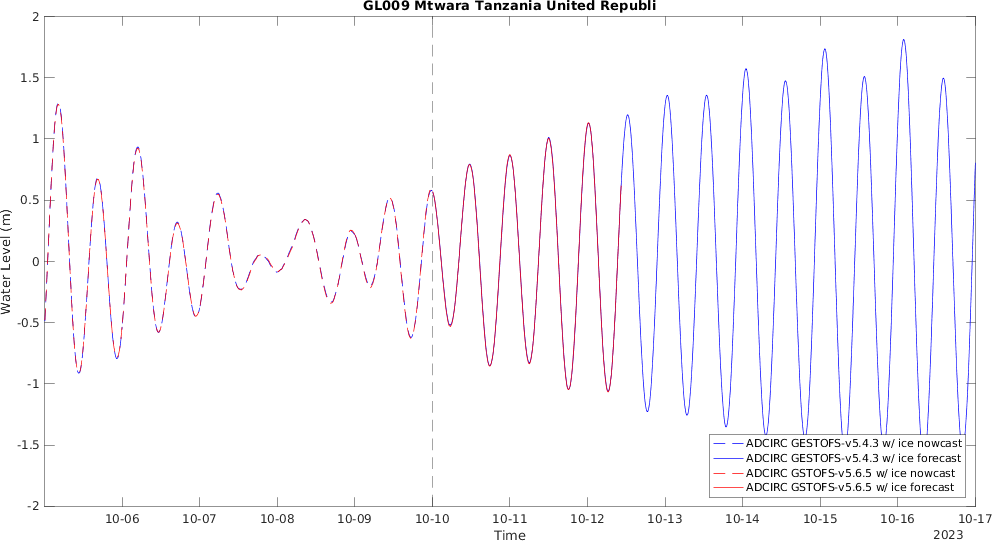 GL009 Mtwara Tanzania United Republi
2
1.5
1
0.5
0
-0.5
-1
-1.5
-2
Water Level (m)
ADCIRC GESTOFS-v5.4.3 w/ ice nowcast
ADCIRC GESTOFS-v5.4.3 w/ ice forecast
ADCIRC GSTOFS-v5.6.5 w/ ice nowcast
ADCIRC GSTOFS-v5.6.5 w/ ice forecast
10-06 10-07 10-08 10-09 10-10 10-11 10-12 10-13 10-14 10-15 10-16 10-17
Time
2023